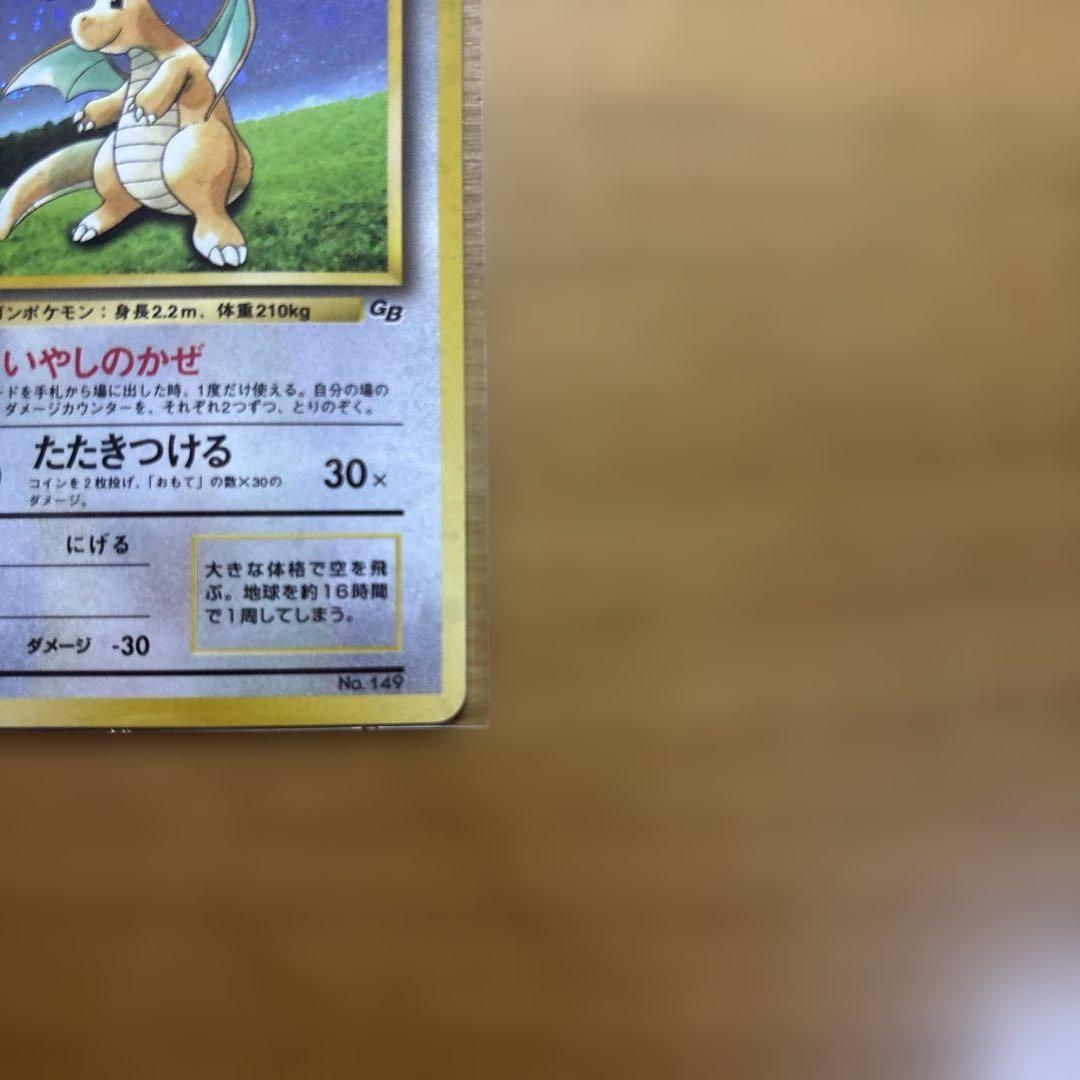 ンポケモン：身長2.2m、体重210kg
GB
いやしのかぜ
ードを手札から場に出した時、1度だけ使える。自分の場の
ダメージカウンターを、それぞれ2つずつ、とりのぞく。
たたきつける
30×
コインを2枚投げ、「おもて」の数×30の
ダメージ。
にげる
大きな体格で空を飛
ぶ。地球を約16時間
で1周してしまう。
ダメージ -30
No. 149